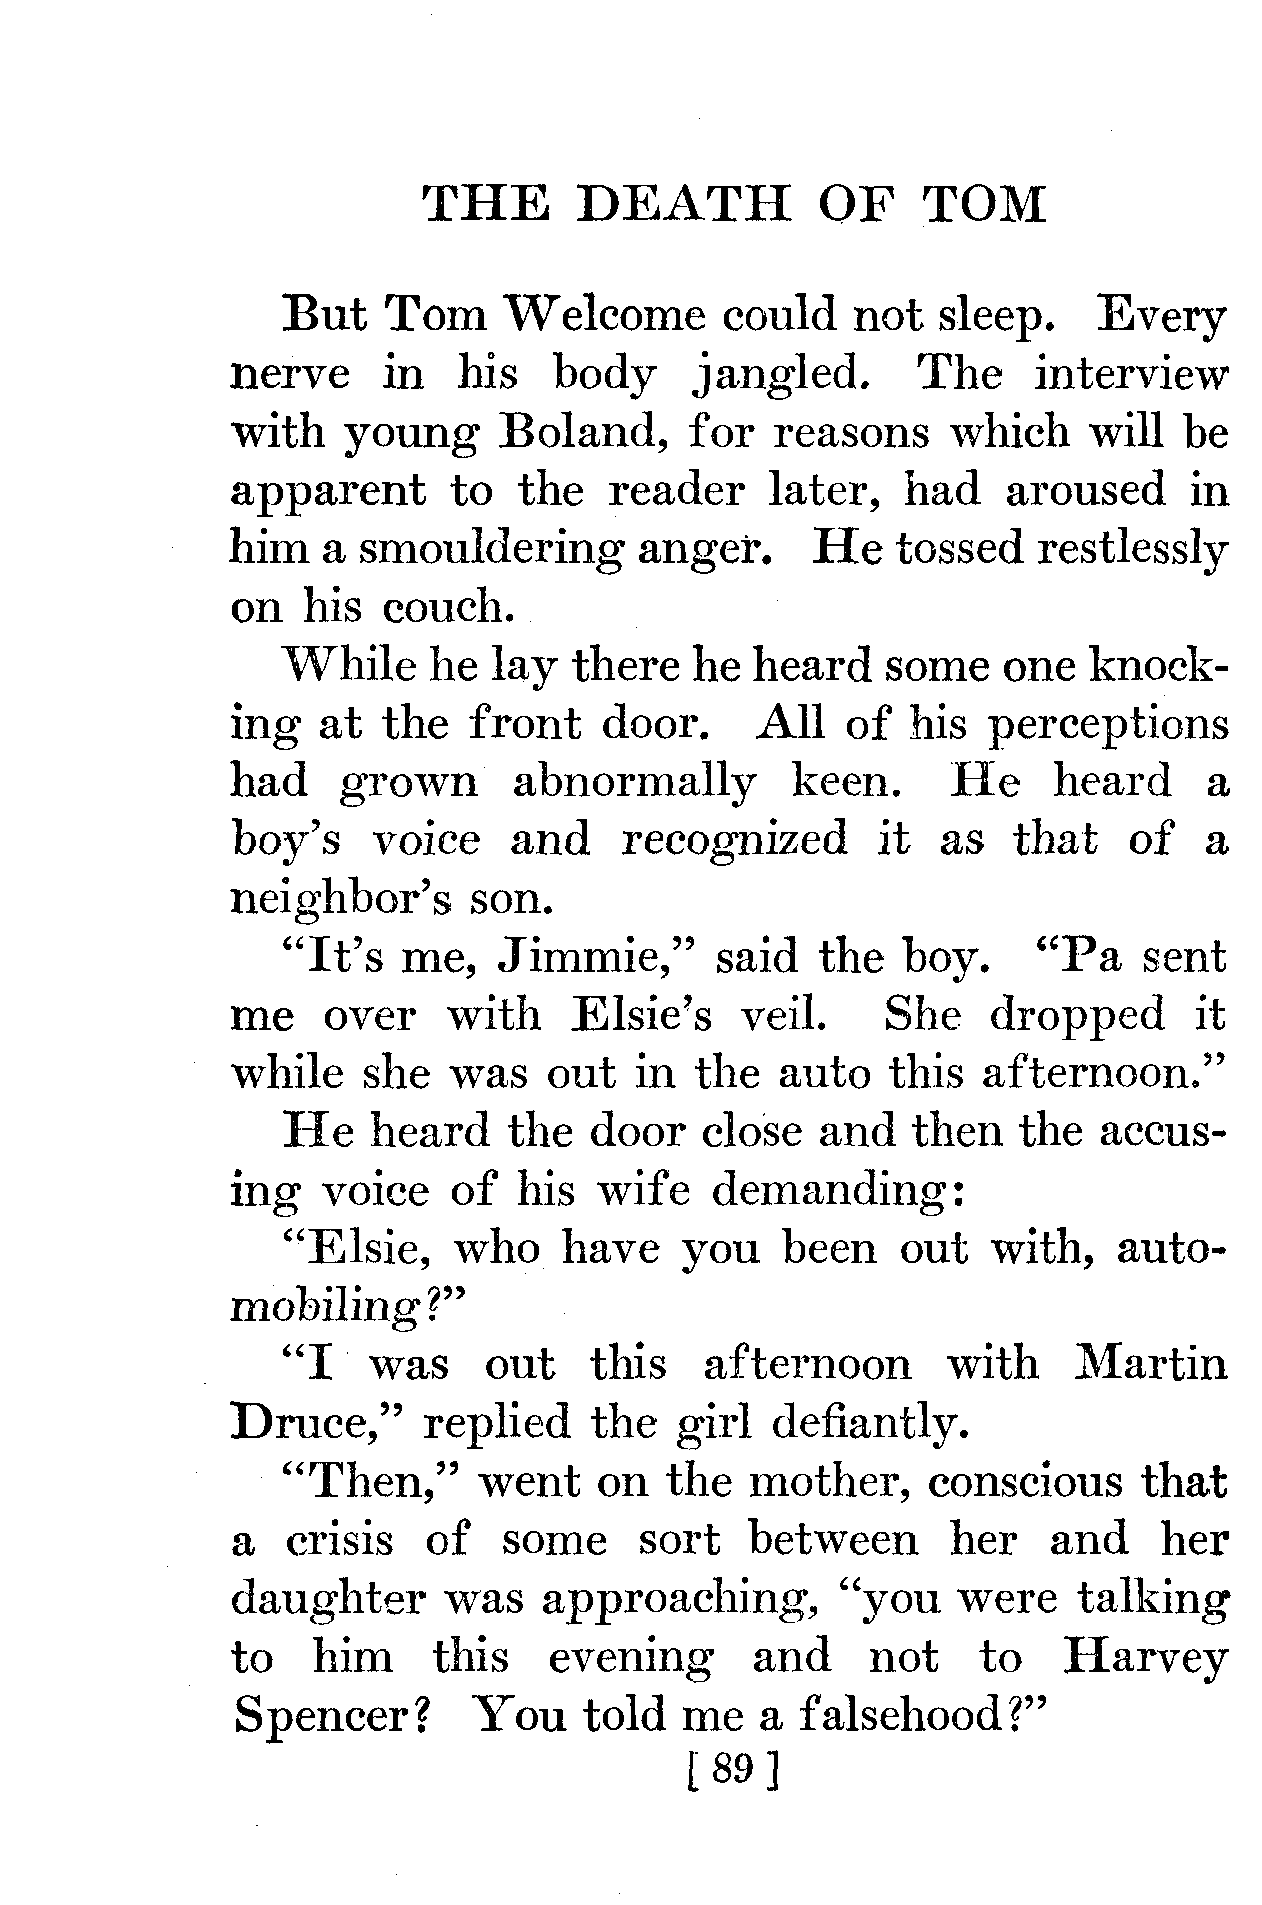 THE DEATH OF TOM
But Tom Welcome could not sleep. Every
nerve in his body jangled. The interview
with young Boland, for reasons which will be
apparent to the reader later, had aroused in
him a smouldering anger. He tossed restlessly
on his couch.
While he lay there he heard some one knock-
ing at the front door. All of his perceptions
had grown abnormally keen. He heard a
boy's voice and recognized it as that of a
neighbor's son.
"It's me, Jimmie," said the boy. "Pa sent
me over with Elsie's veil. She dropped it
while she was out in the auto this afternoon."
He heard the door close and then the accus-
ing voice of his wife demanding:
"Elsie, who have you been out with, auto-
mobiling?"
"I was out this afternoon with Martin
Druce," replied the girl defiantly.
"Then," went on the mother, conscious that
a crisis of some sort between her and her
daughter was approaching, "you were talking
to him this evening and not to Harvey
Spencer? You told me a falsehood?"
[ 89 ]